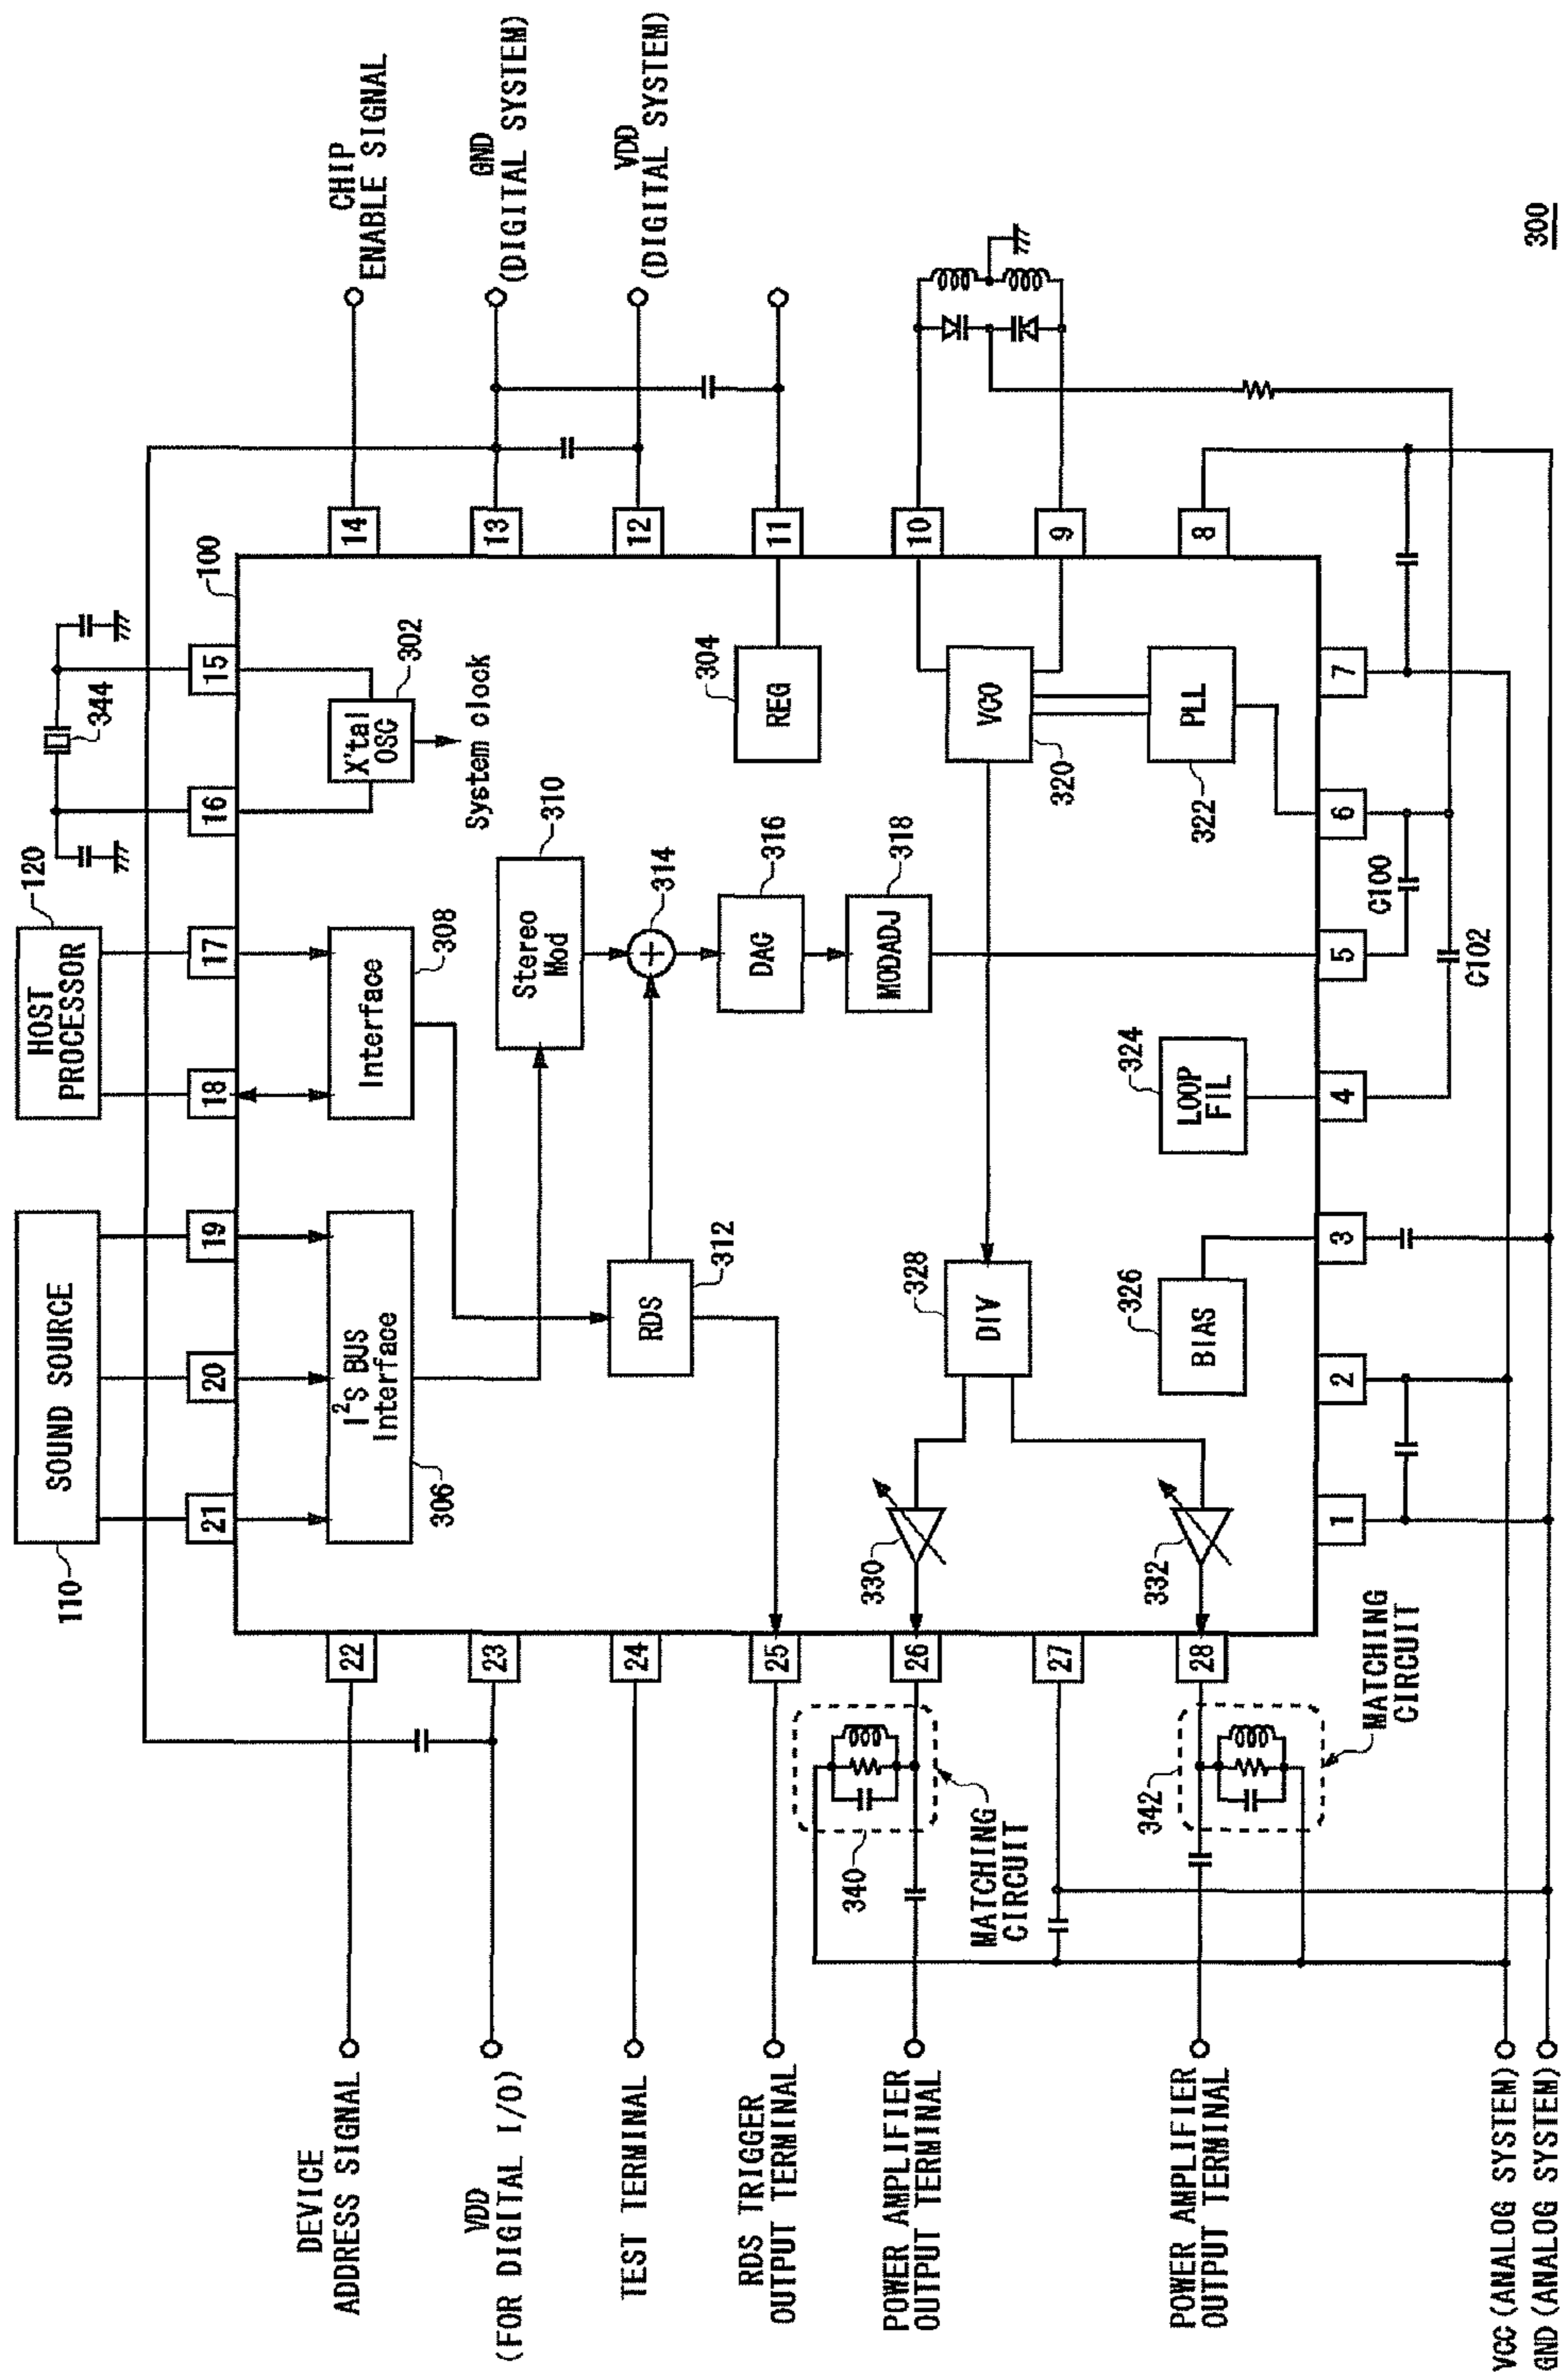 300
CHIP
ENABLE SIGNAL
GND
(DIGITAL SYSTEM)
VDD
(DIGITAL SYSTEM)
14
13
12
11
10
9
8
100
344
15
16
X'tal
OSC
302
System clock
304
REG
VCO
320
PLL
322
7
6
5
4
3
2
1
C100
C102
120
HOST
PROCESSOR
17
18
Interface
308
310
Stereo
Mod
314
316
DAC
318
MODADJ
324
LOOP
FIL
SOUND SOURCE
110
19
20
21
I²S BUS
Interface
306
RDS
312
328
DIV
326
BIAS
330
332
22
23
24
25
26
27
28
340
MATCHING
CIRCUIT
342
MATCHING
CIRCUIT
DEVICE
ADDRESS SIGNAL
VDD
(FOR DIGITAL I/O)
TEST TERMINAL
RDS TRIGGER
OUTPUT TERMINAL
POWER AMPLIFIER
OUTPUT TERMINAL
POWER AMPLIFIER
OUTPUT TERMINAL
VCC (ANALOG SYSTEM)
GND (ANALOG SYSTEM)